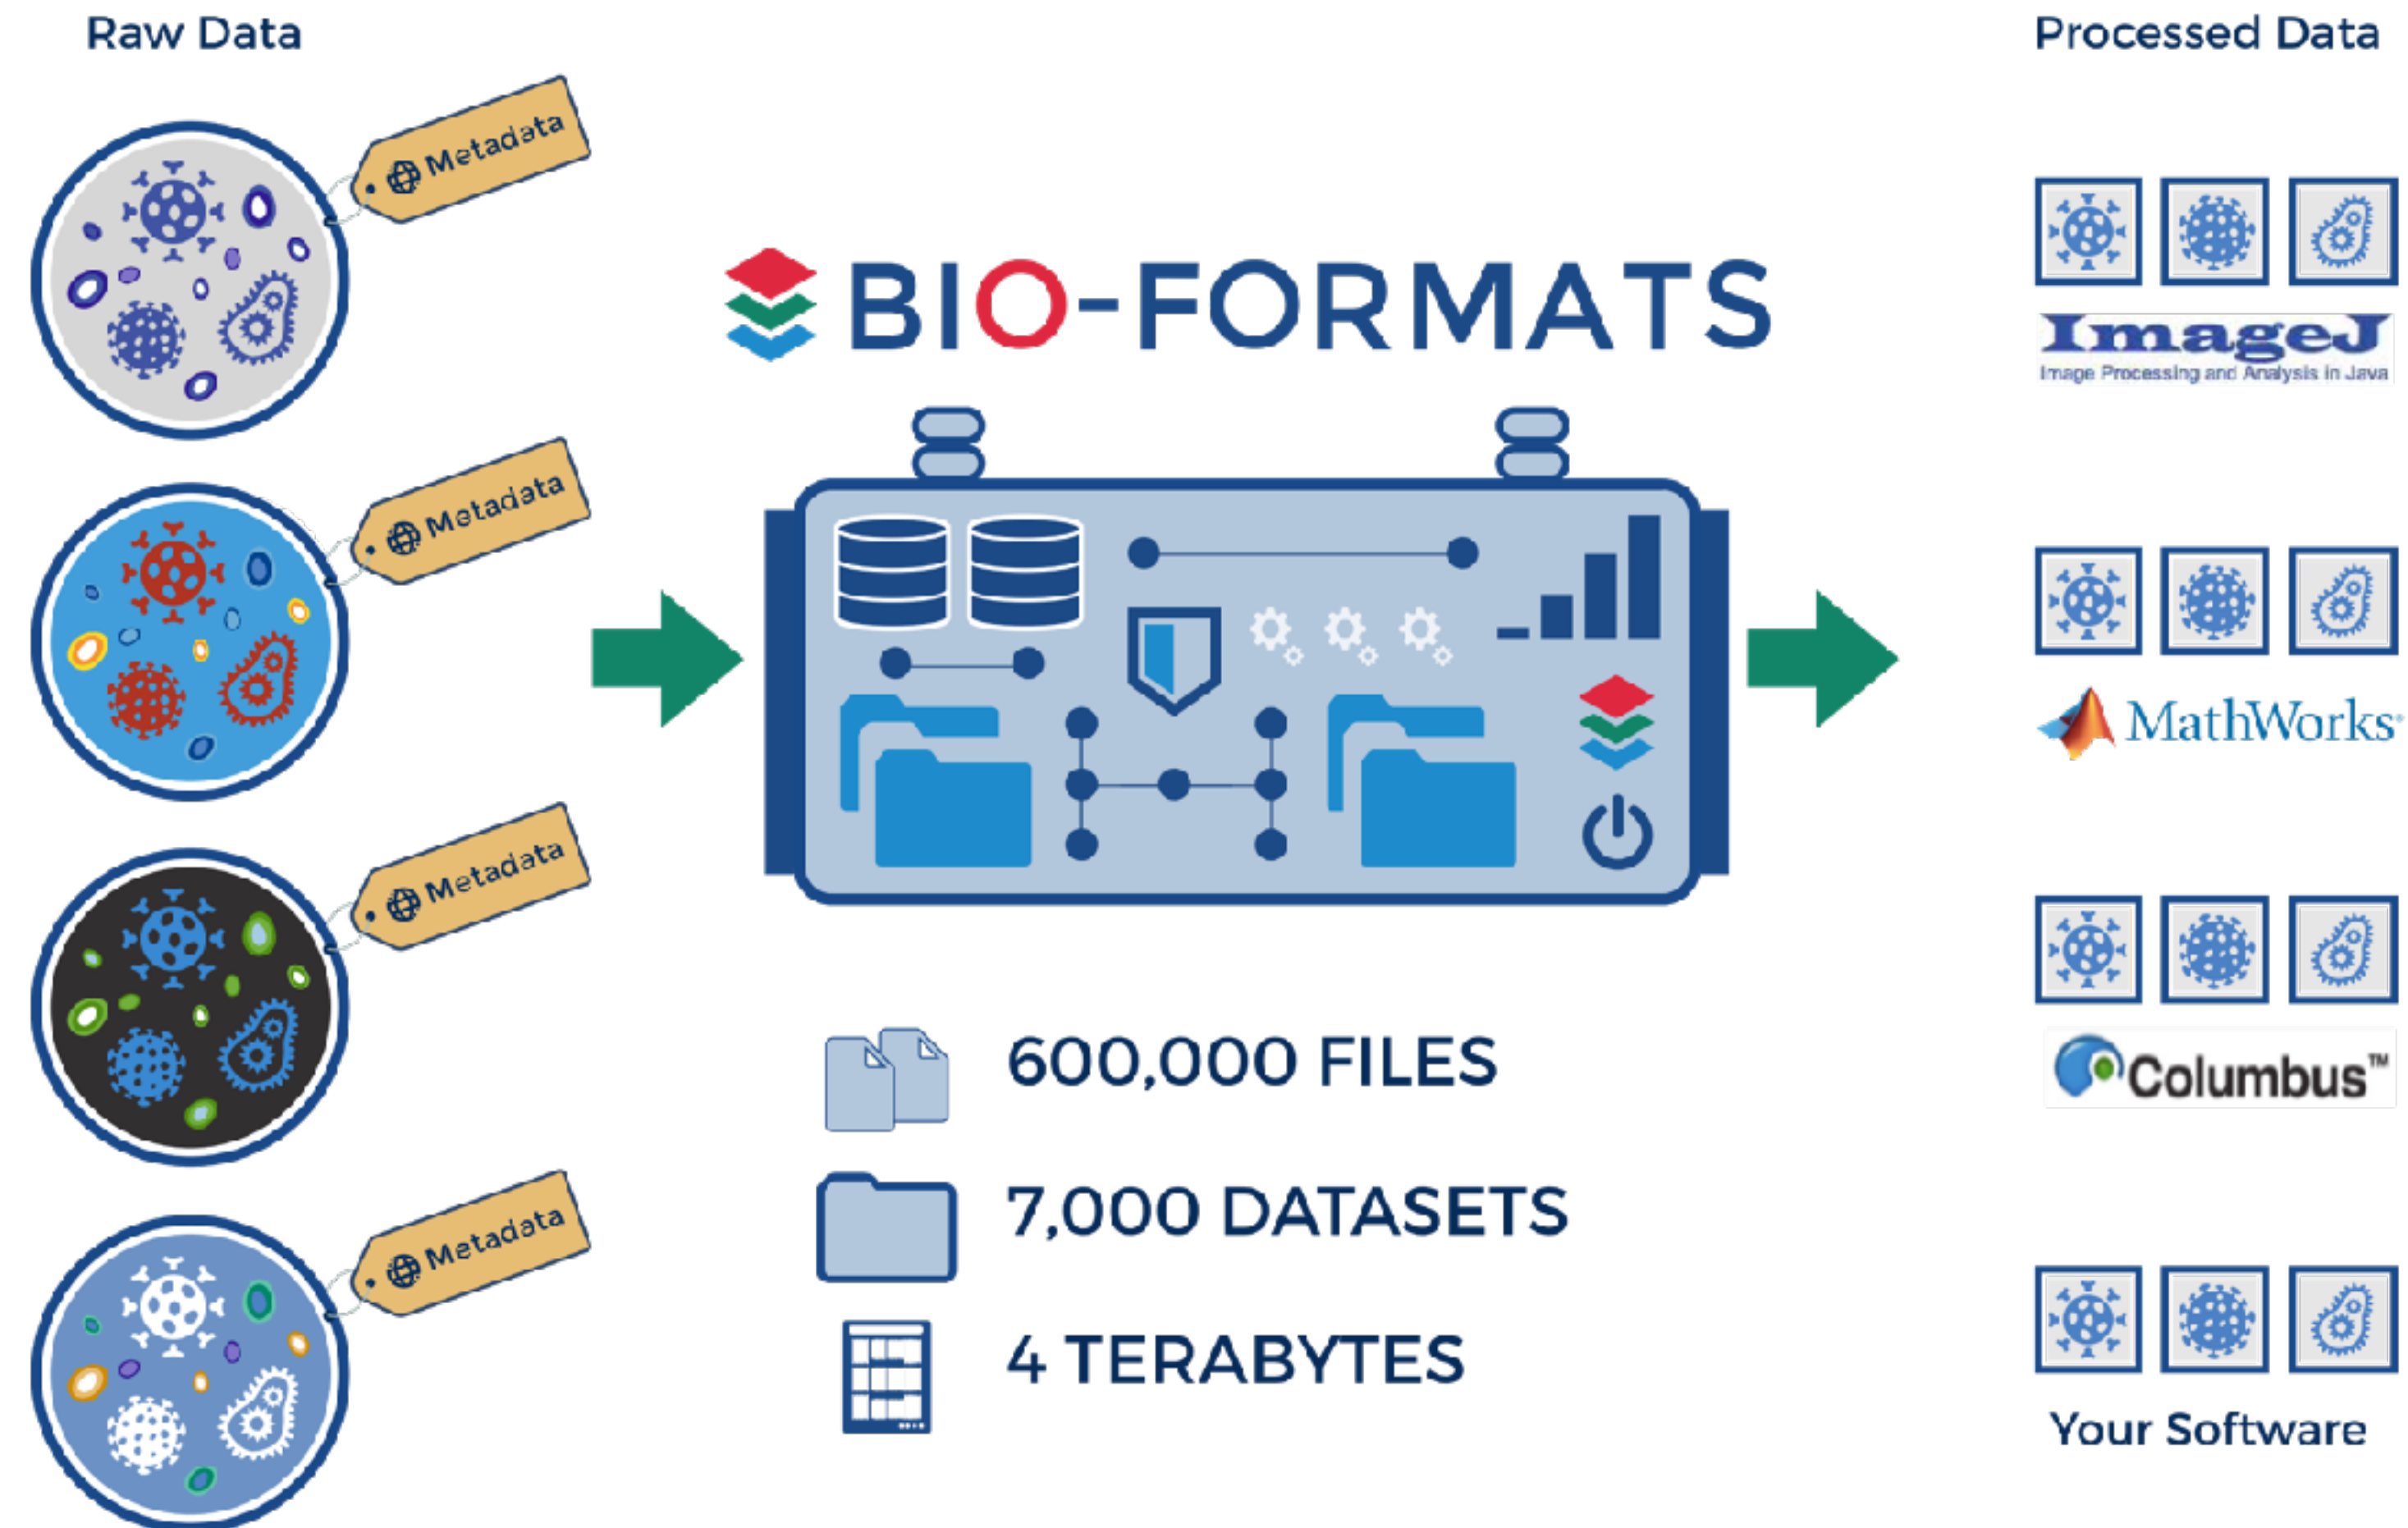 Raw Data
Processed Data
Metadata
Metadata
Metadata
Metadata
BIO-FORMATS
600,000 FILES
7,000 DATASETS
4 TERABYTES
ImageJ
Image Processing and Analysis in Java
MathWorks®
Columbus™
Your Software